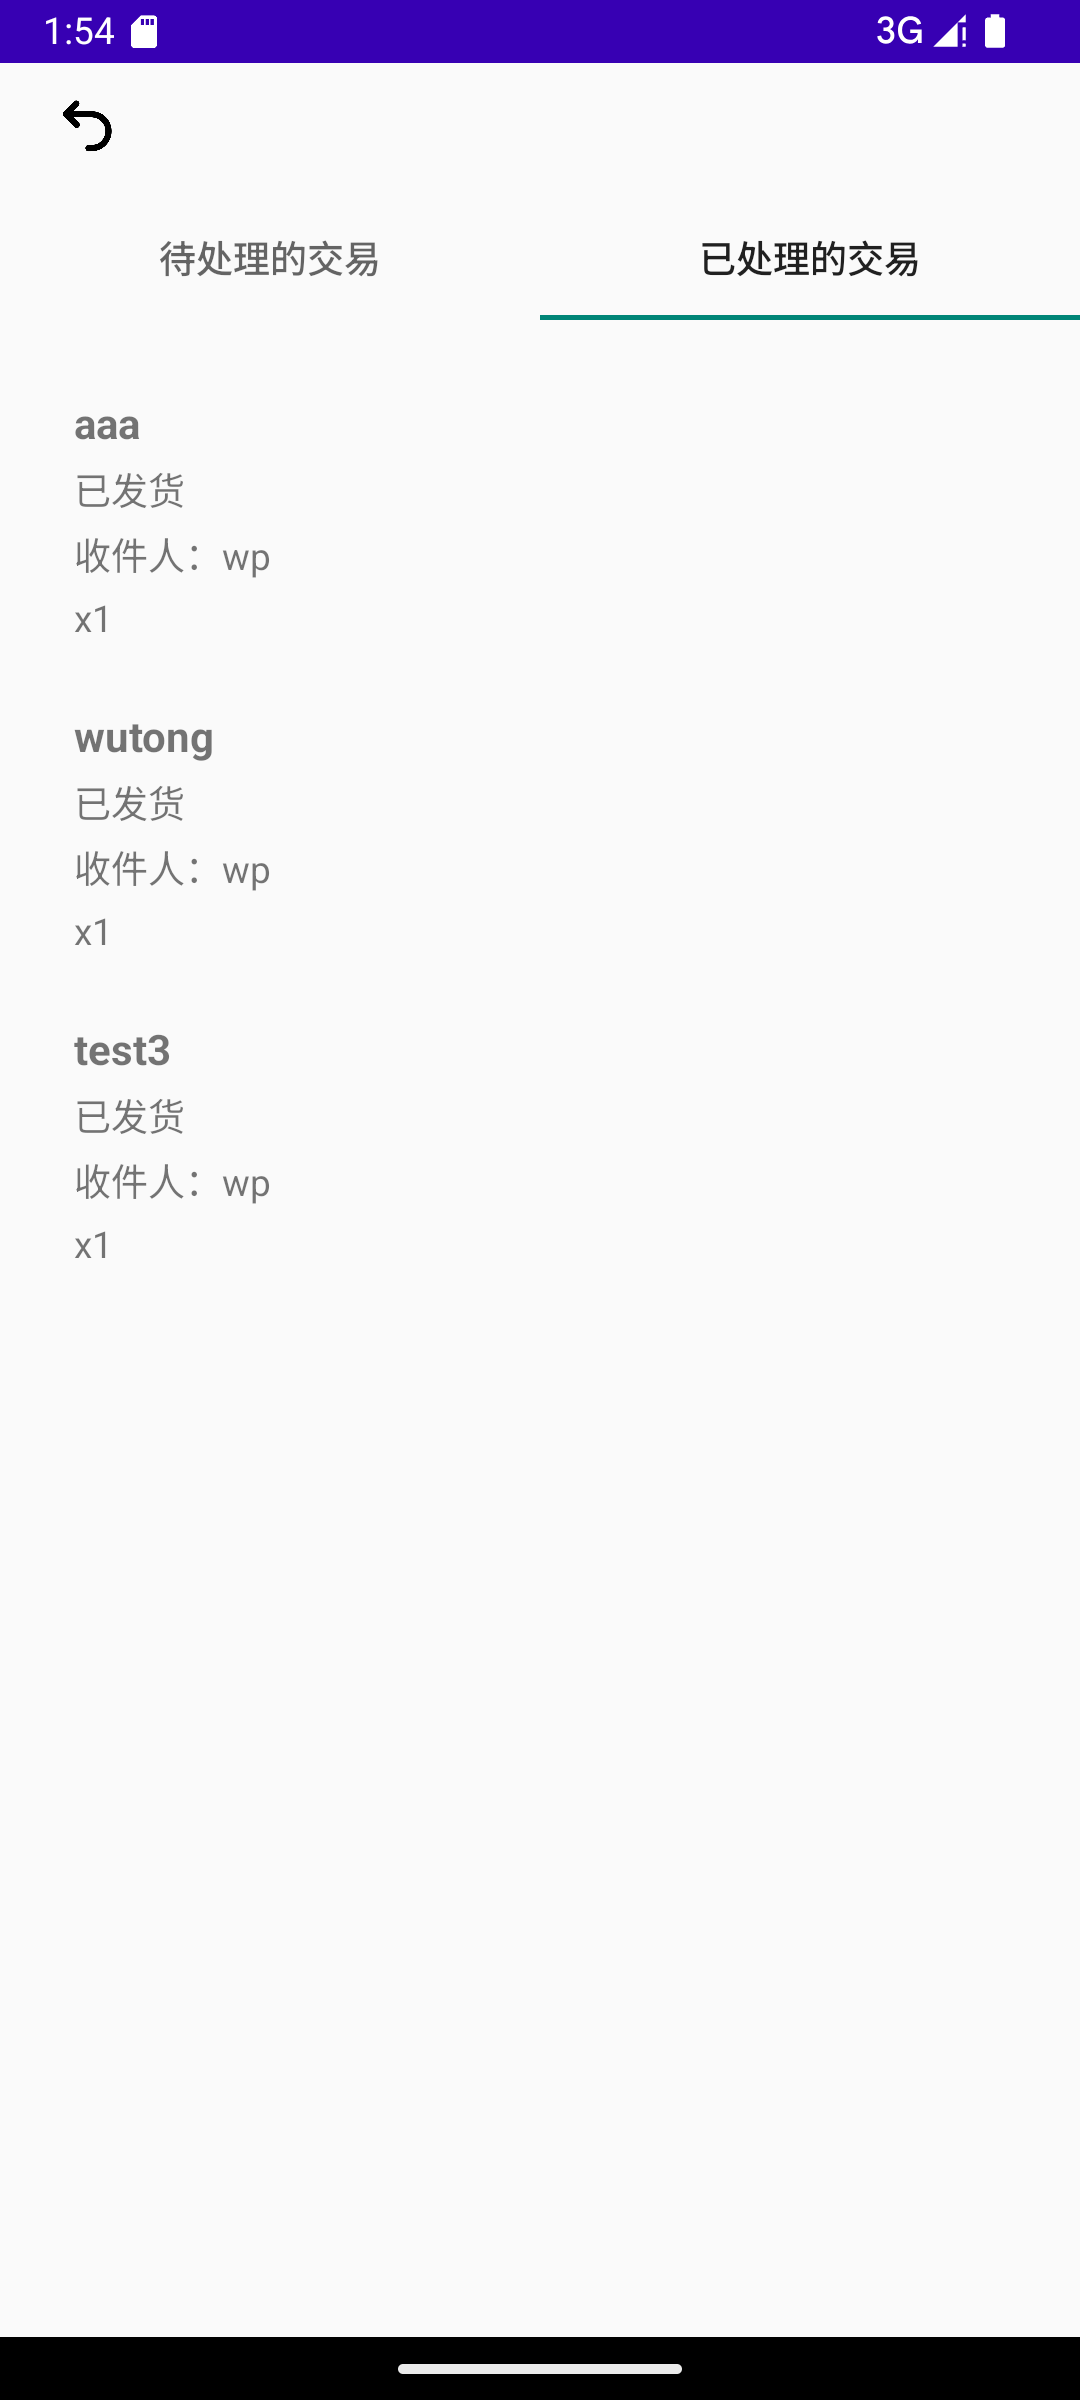 1:54 3G
待处理的交易 已处理的交易
aaa
已发货
收件人：wp
x1
wutong
已发货
收件人：wp
x1
test3
已发货
收件人：wp
x1